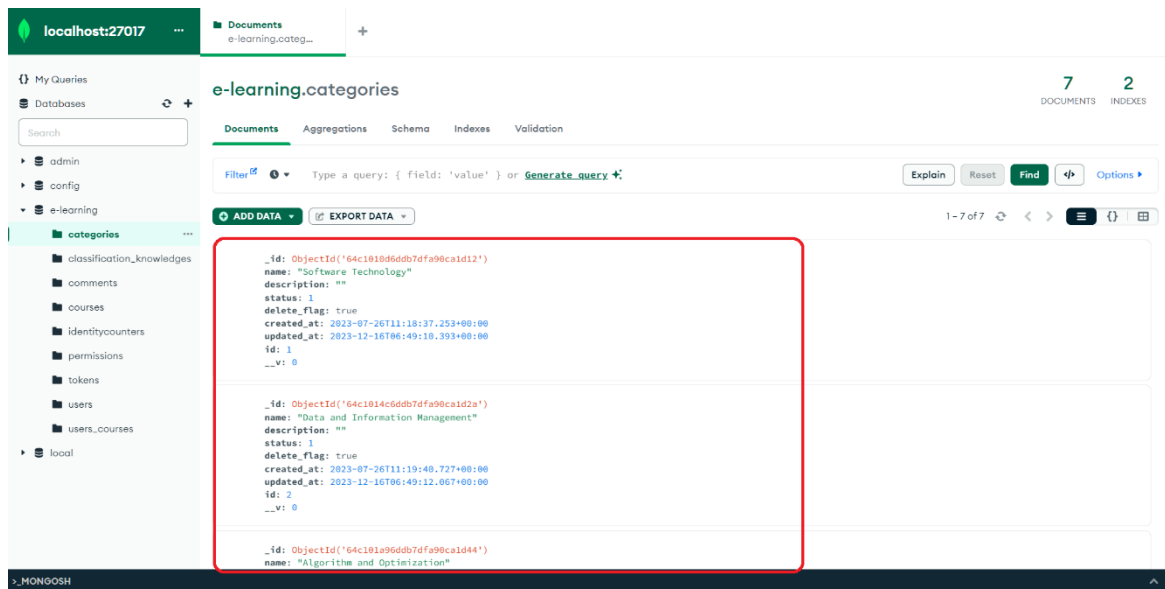 localhost:27017 ...
Documents
e-learning.categ...
+
{} My Queries
Databases
Search
admin
config
e-learning
categories ...
classification_knowledges
comments
courses
identitycounters
permissions
tokens
users
users_courses
local
e-learning.categories
7 DOCUMENTS
2 INDEXES
Documents Aggregations Schema Indexes Validation
Filter Type a query: { field: 'value' } or Generate query
Explain Reset Find </> Options
ADD DATA EXPORT DATA 1 – 7 of 7 {}
_id: ObjectId('64c1010d6ddb7dfa90ca1d12')
name: "Software Technology"
description: ""
status: 1
delete_flag: true
created_at: 2023-07-26T11:18:37.253+00:00
updated_at: 2023-12-16T06:49:10.393+00:00
id: 1
__v: 0
_id: ObjectId('64c1014c6ddb7dfa90ca1d2a')
name: "Data and Information Management"
description: ""
status: 1
delete_flag: true
created_at: 2023-07-26T11:19:40.727+00:00
updated_at: 2023-12-16T06:49:12.067+00:00
id: 2
__v: 0
_id: ObjectId('64c101a96ddb7dfa90ca1d44')
name: "Algorithm and Optimization"
>_MONGOSH